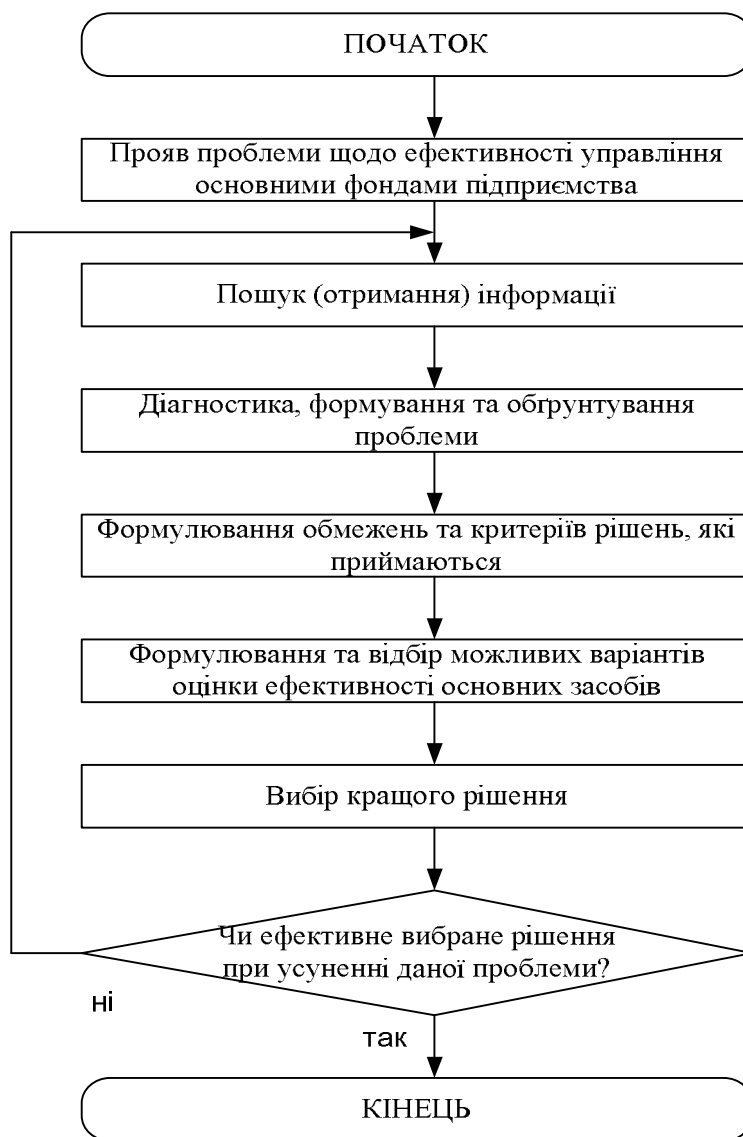 ПОЧАТОК
Прояв проблеми щодо ефективності управління
основними фондами підприємства
Пошук (отримання) інформації
Діагностика, формування та обґрунтування
проблеми
Формулювання обмежень та критеріїв рішень, які
приймаються
Формулювання та відбір можливих варіантів
оцінки ефективності основних засобів
Вибір кращого рішення
Чи ефективне вибране рішення
при усуненні даної проблеми?
ні
так
КІНЕЦЬ